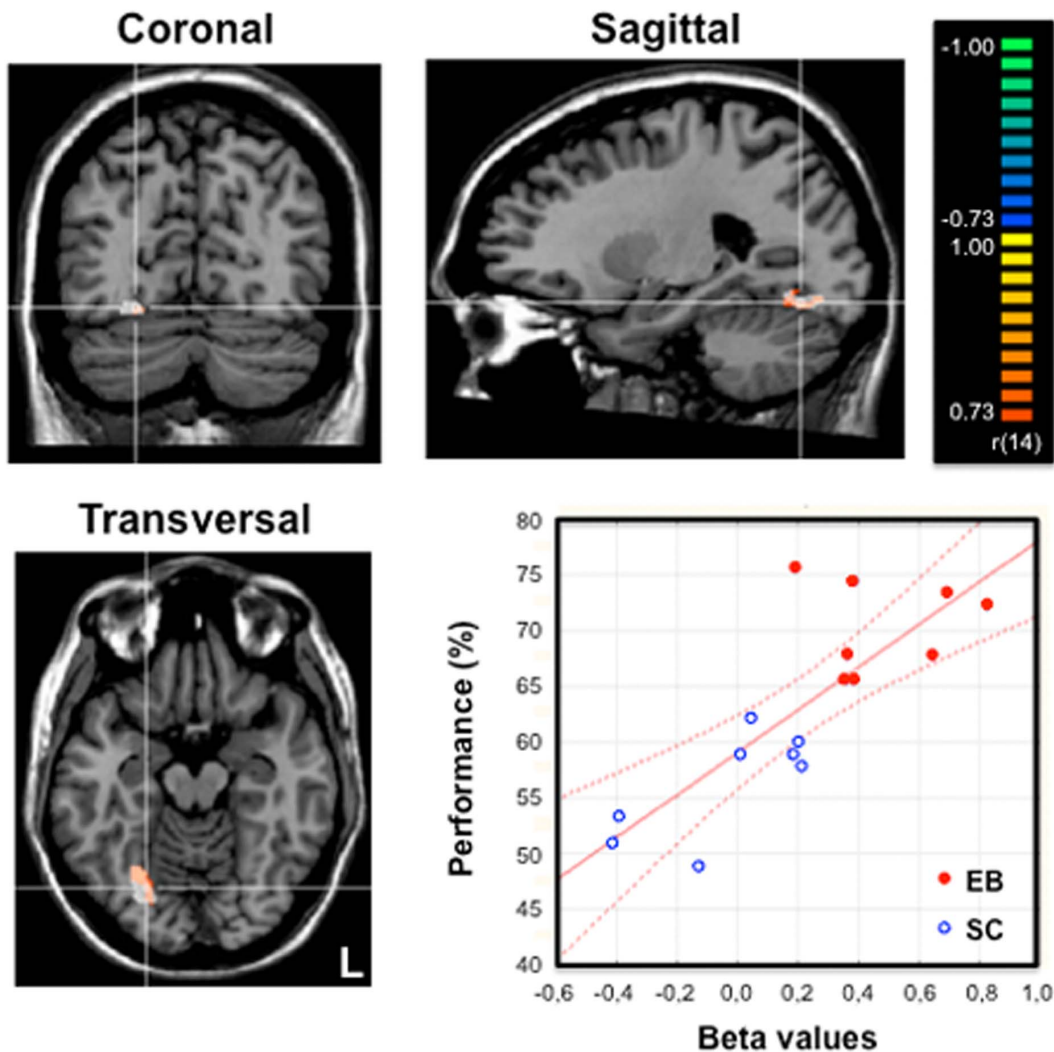 Coronal
Sagittal
-1.00
-0.73
1.00
0.73
r(14)
Transversal
L
80
75
70
65
60
55
50
45
40
Performance (%)
EB
SC
-0,6 -0,4 -0,2 0,0 0,2 0,4 0,6 0,8 1,0
Beta values